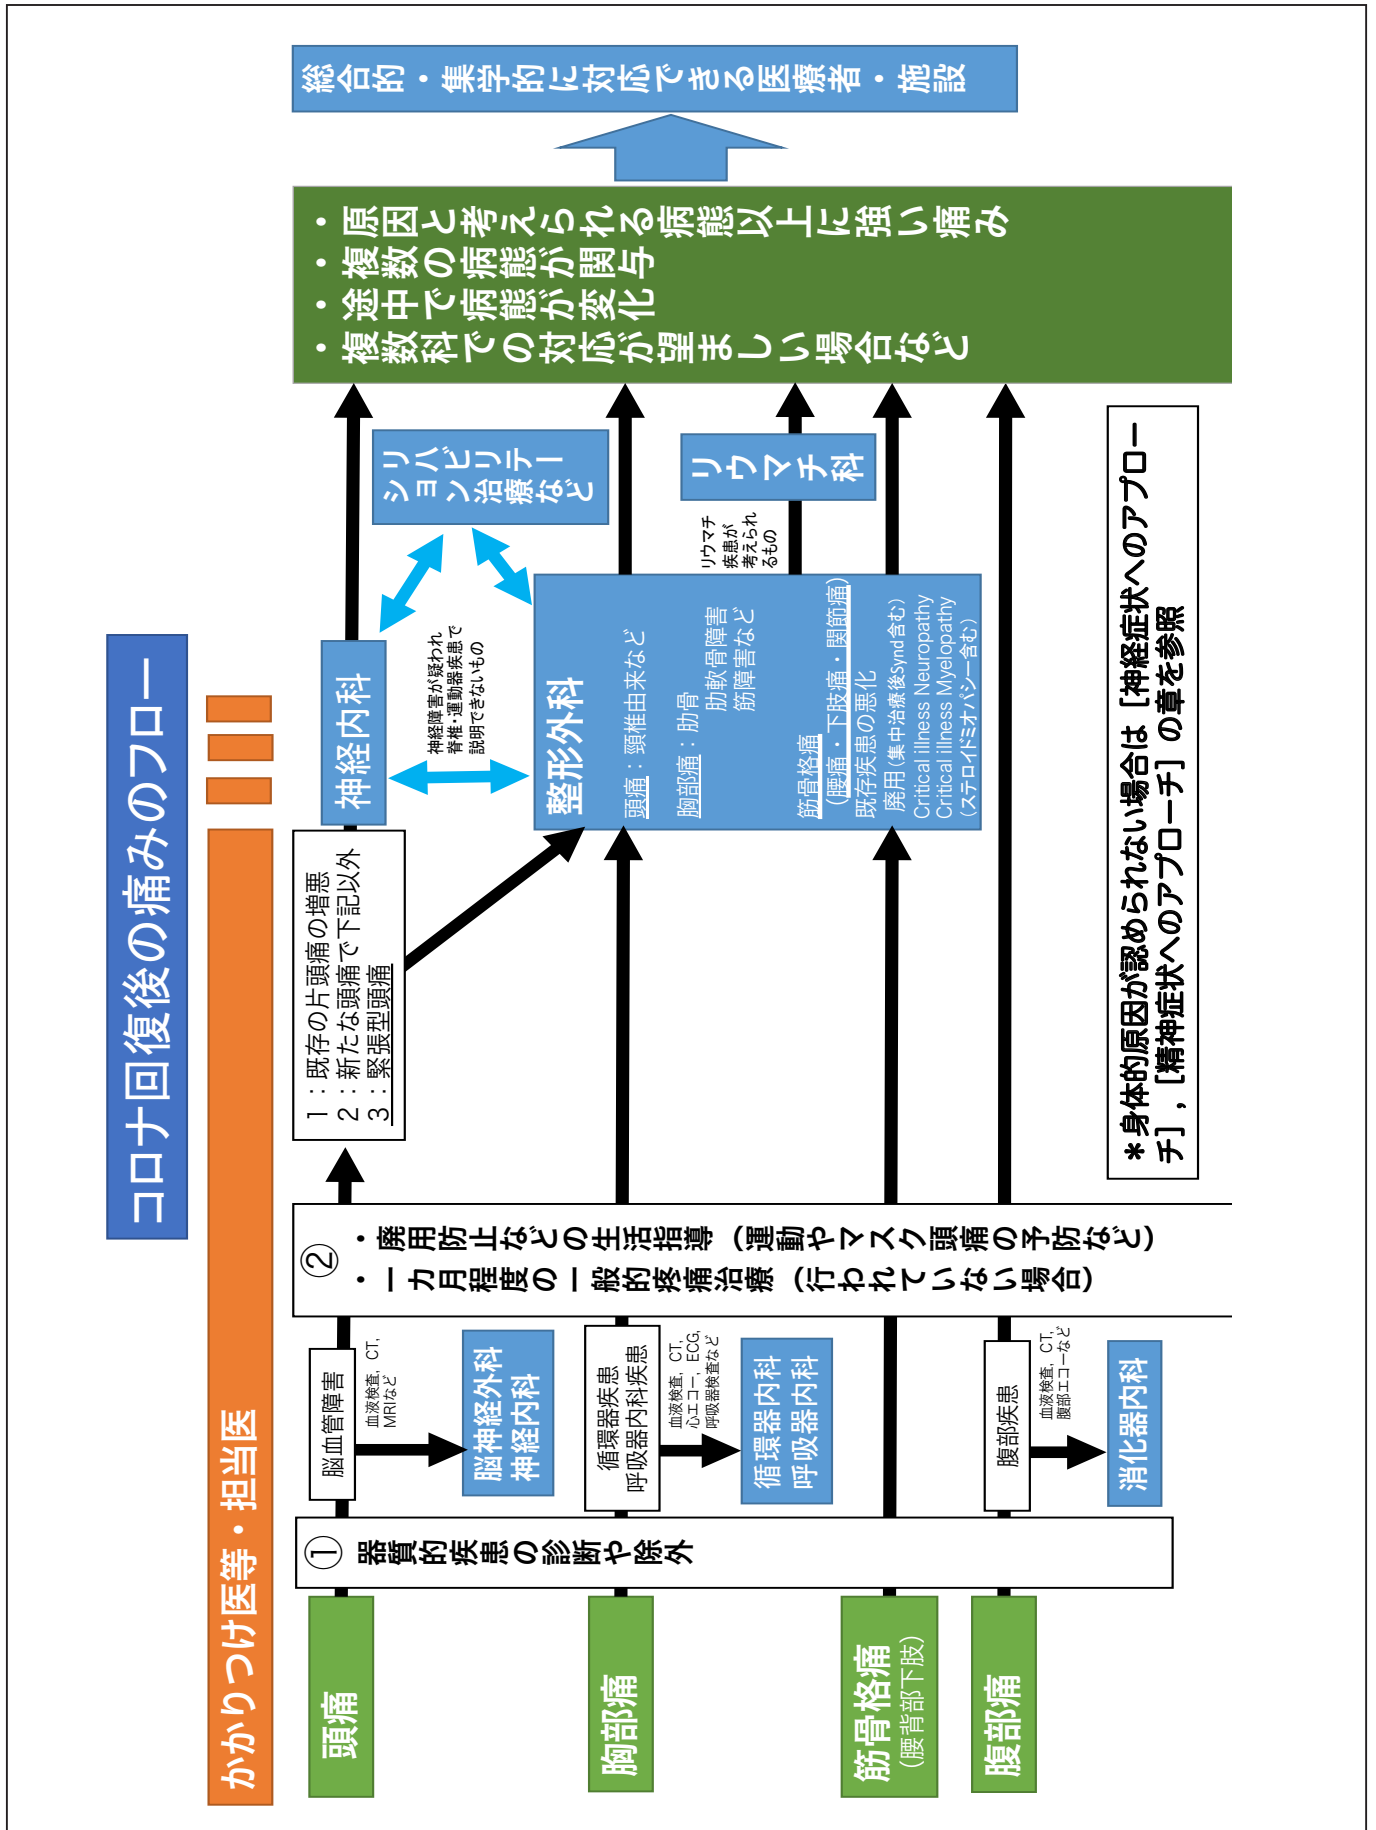 コロナ回復後の痛みのフロー
かかりつけ医等・担当医
頭痛
胸部痛
筋骨格痛
（腰背部下肢）
腹部痛
① 器質的疾患の診断や除外
脳血管障害
血液検査，CT，
MRIなど
脳神経外科
神経内科
循環器疾患
呼吸器内科疾患
血液検査，CT，
心エコー，ECG，
呼吸器検査など
循環器内科
呼吸器内科
腹部疾患
血液検査，CT，
腹部エコーなど
消化器内科
② ・廃用防止などの生活指導（運動やマスク頭痛の予防など）
・一カ月程度の一般的疼痛治療（行われていない場合）
1：既存の片頭痛の増悪
2：新たな頭痛で下記以外
3：緊張型頭痛
神経内科
神経障害が疑われ
脊椎・運動器疾患で
説明できないもの
整形外科
頭痛：頸椎由来など
胸部痛：肋骨
肋軟骨障害
筋障害など
筋骨格痛
（腰痛・下肢痛・関節痛）
既存疾患の悪化
廃用（集中治療後Synd含む）
Critical illness Neuropathy
Critical illness Myelopathy
（ステロイドミオパシー含む）
リハビリテー
ション治療など
リウマチ
疾患が
考えられ
るもの
リウマチ科
・原因と考えられる病態以上に強い痛み
・複数の病態が関与
・途中で病態が変化
・複数科での対応が望ましい場合など
総合的・集学的に対応できる医療者・施設
＊身体的原因が認められない場合は［神経症状へのアプロー
チ］，［精神症状へのアプローチ］の章を参照